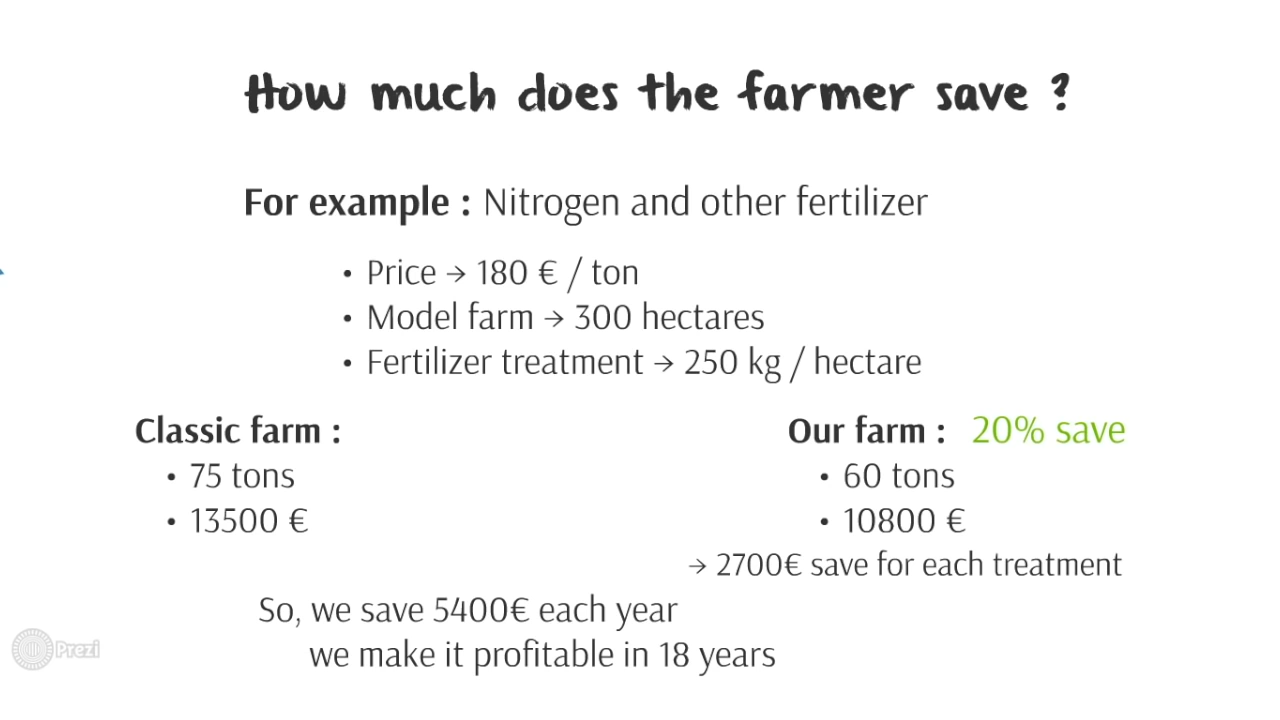 How much does the farmer save ?
For example : Nitrogen and other fertilizer
• Price → 180 € / ton
• Model farm → 300 hectares
• Fertilizer treatment → 250 kg / hectare
Classic farm :
• 75 tons
• 13500 €
Our farm : 20% save
• 60 tons
• 10800 €
→ 2700€ save for each treatment
So, we save 5400€ each year
we make it profitable in 18 years
Prezi